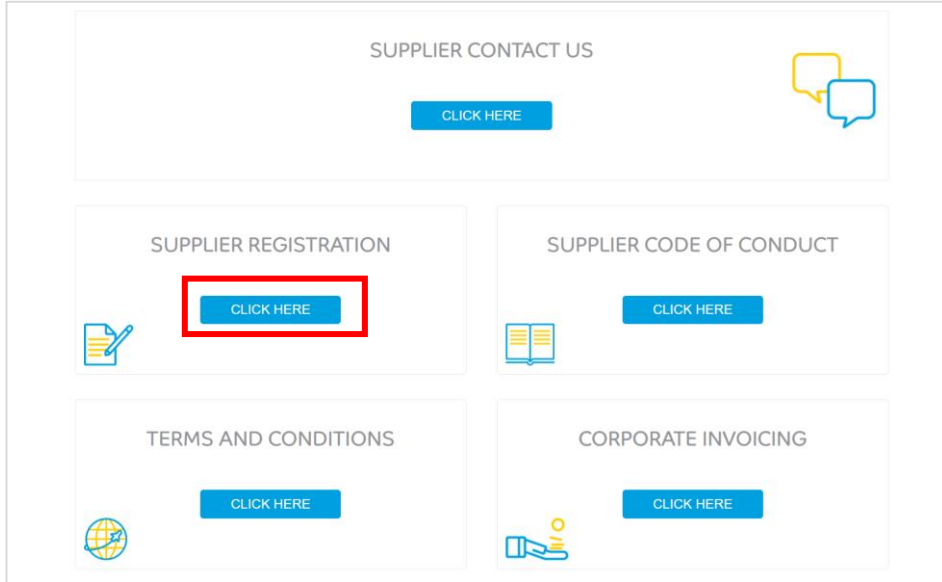 SUPPLIER CONTACT US
CLICK HERE
SUPPLIER REGISTRATION
CLICK HERE
SUPPLIER CODE OF CONDUCT
CLICK HERE
TERMS AND CONDITIONS
CLICK HERE
CORPORATE INVOICING
CLICK HERE